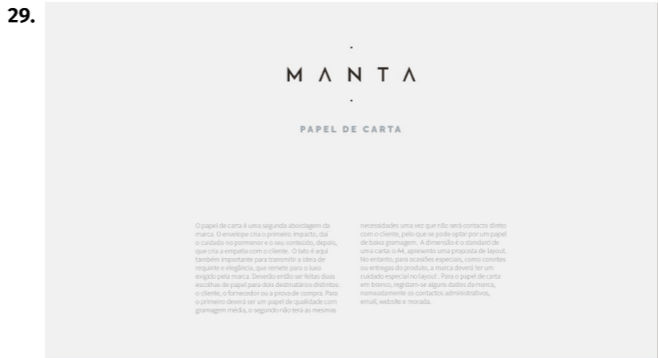 29.
MΛNTΛ
PAPEL DE CARTA
O papel de carta é uma segunda abordagem da
marca. O envelope cria o primeiro impacto, daí
o cuidado no pormenor e o seu conteúdo, depois,
que cria a empatia com o cliente. O tato é aqui
também importante para transmitir a ideia de
requinte e elegância, que remete para o luxo
exigido pela marca. Deverão então ser feitas duas
escolhas de papel para dois destinatários distintos:
o cliente, o fornecedor ou a prova de compra. Para
o primeiro deverá ser um papel de qualidade com
gramagem média, o segundo não terá as mesmas
necessidades uma vez que não será contacto direto
com o cliente, pelo que se pode optar por um papel
de baixa gramagem. A dimensão é o standard de
uma carta: o A4, apresento uma proposta de layout.
No entanto, para ocasiões especiais, como convites
ou entregas do produto, a marca deverá ter um
cuidado especial no layout. Para o papel de carta
em branco, registam-se alguns dados da marca,
nomeadamente os contactos administrativos,
email, website e morada.